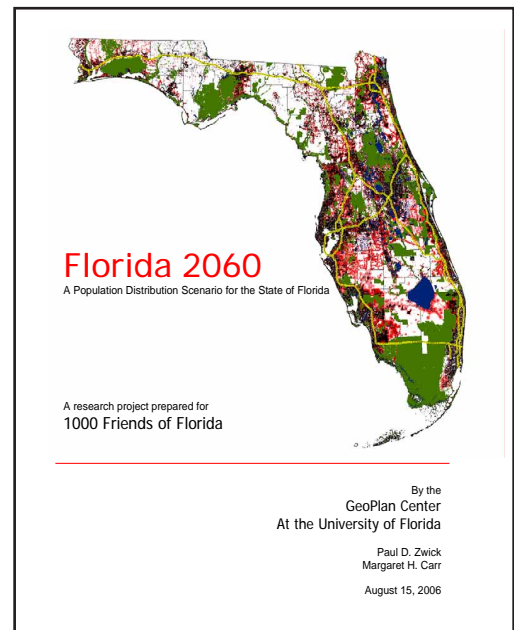 Florida 2060
A Population Distribution Scenario for the State of Florida
A research project prepared for
1000 Friends of Florida
By the
GeoPlan Center
At the University of Florida
Paul D. Zwick
Margaret H. Carr
August 15, 2006